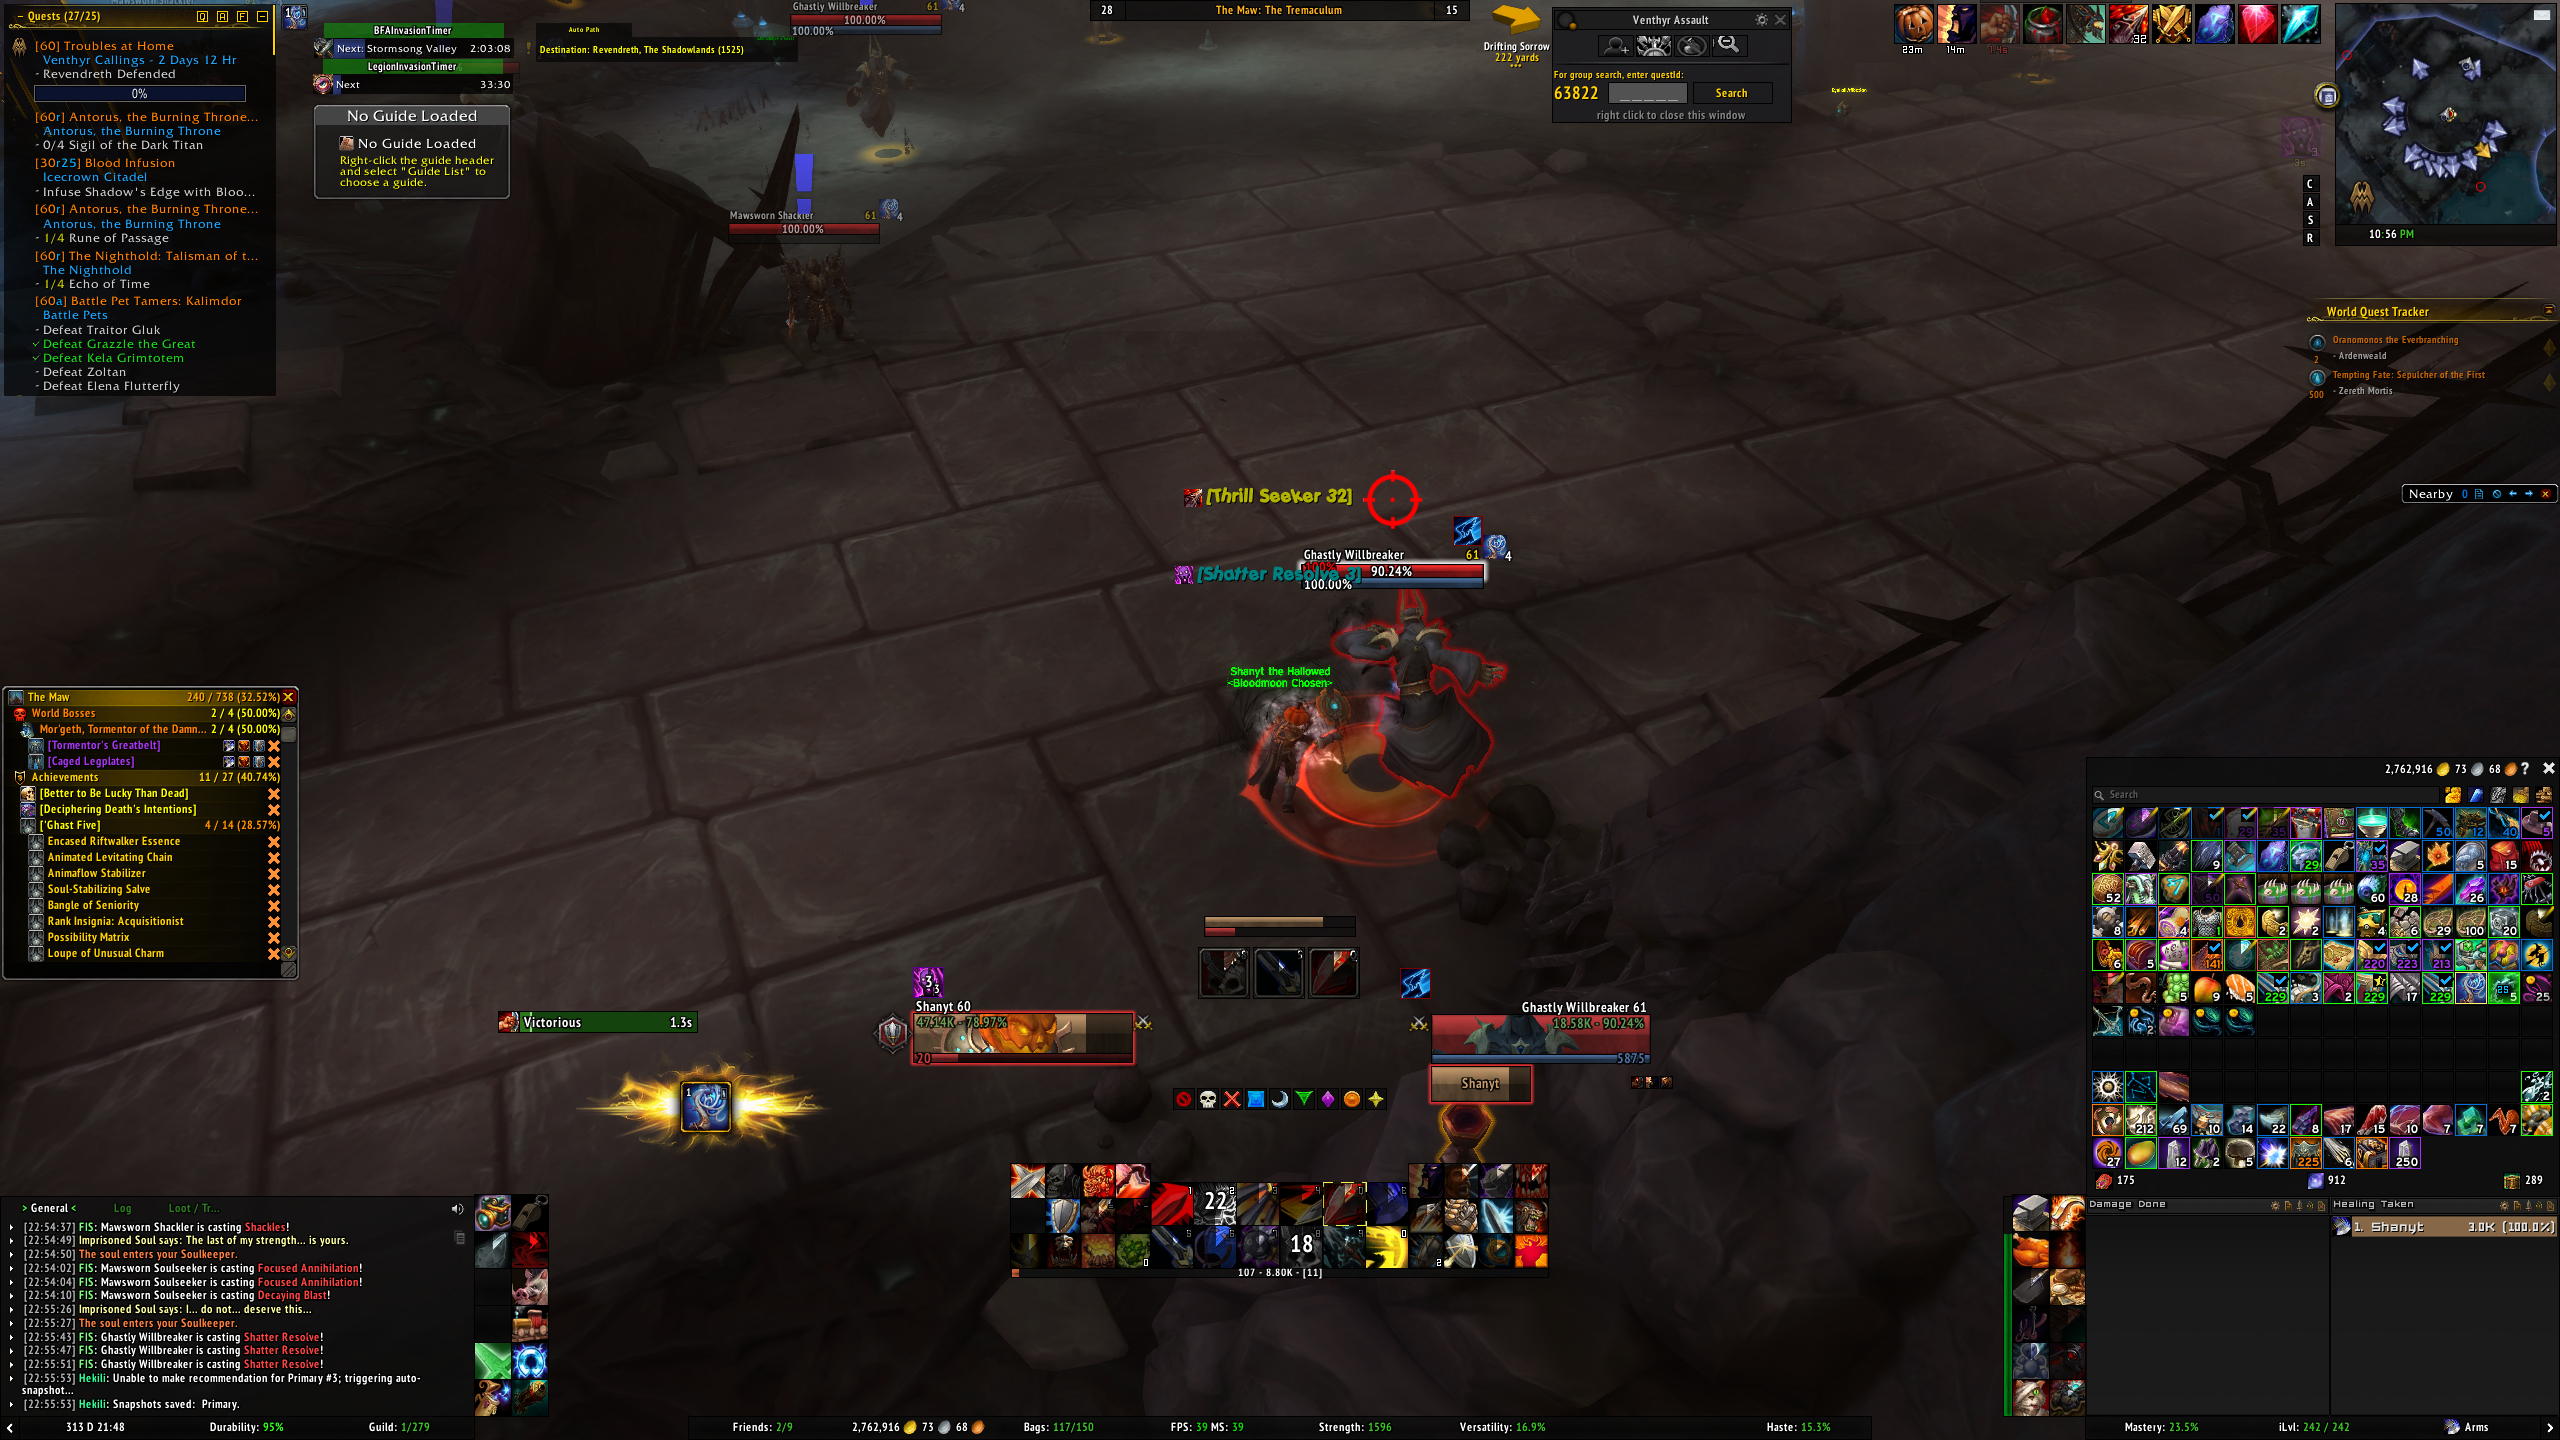 – Quests (27/25)
Q A F –
[60] Troubles at Home
Venthyr Callings - 2 Days 12 Hr
- Revendreth Defended
0%
[60r] Antorus, the Burning Throne...
Antorus, the Burning Throne
- 0/4 Sigil of the Dark Titan
[30r25] Blood Infusion
Icecrown Citadel
- Infuse Shadow's Edge with Bloo...
[60r] Antorus, the Burning Throne...
Antorus, the Burning Throne
- 1/4 Rune of Passage
[60r] The Nighthold: Talisman of t...
The Nighthold
- 1/4 Echo of Time
[60a] Battle Pet Tamers: Kalimdor
Battle Pets
- Defeat Traitor Gluk
Defeat Grazzle the Great
Defeat Kela Grimtotem
- Defeat Zoltan
- Defeat Elena Flutterfly
BFAInvasionTimer
Next: Stormsong Valley 2:03:08
LegionInvasionTimer
Next 33:30
No Guide Loaded
No Guide Loaded
Right-click the guide header
and select "Guide List" to
choose a guide.
Auto Path
Destination: Revendreth, The Shadowlands (1525)
Ghastly Willbreaker 61
100.00%
100.00%
4
Mawsworn Shackler 61
4
100.00%
28 The Maw: The Tremaculum 15
Drifting Sorrow
222 yards
Venthyr Assault
For group search, enter questId:
63822 Search
right click to close this window
23m 14m 32
C
A
S
R
10:56 PM
World Quest Tracker
Oranomonos the Everbranching
2 - Ardenweald
Tempting Fate: Sepulcher of the First
500 - Zereth Mortis
Nearby 0
[Thrill Seeker 32]
Ghastly Willbreaker 61
4
[Shatter Resolve 3]
90.24%
100.00%
Shanyt the Hallowed
<Bloodmoon Chosen>
The Maw 240 / 738 (32.52%)
World Bosses 2 / 4 (50.00%)
Mor'geth, Tormentor of the Damn... 2 / 4 (50.00%)
[Tormentor's Greatbelt]
[Caged Legplates]
Achievements 11 / 27 (40.74%)
[Better to Be Lucky Than Dead]
[Deciphering Death's Intentions]
['Ghast Five] 4 / 14 (28.57%)
Encased Riftwalker Essence
Animated Levitating Chain
Animaflow Stabilizer
Soul-Stabilizing Salve
Bangle of Seniority
Rank Insignia: Acquisitionist
Possibility Matrix
Loupe of Unusual Charm
Victorious 1.3s
Shanyt 60
47.14K - 78.97%
20
Ghastly Willbreaker 61
18.58K - 90.24%
5875
Shanyt
22
18
107 - 8.80K - [11]
2,762,916 73 68 ?
Search
175 912 289
> General < Log Loot / Tr...
[22:54:37] FIS: Mawsworn Shackler is casting Shackles!
[22:54:49] Imprisoned Soul says: The last of my strength... is yours.
[22:54:50] The soul enters your Soulkeeper.
[22:54:02] FIS: Mawsworn Soulseeker is casting Focused Annihilation!
[22:54:04] FIS: Mawsworn Soulseeker is casting Focused Annihilation!
[22:54:10] FIS: Mawsworn Soulseeker is casting Decaying Blast!
[22:55:26] Imprisoned Soul says: I... do not... deserve this...
[22:55:27] The soul enters your Soulkeeper.
[22:55:43] FIS: Ghastly Willbreaker is casting Shatter Resolve!
[22:55:47] FIS: Ghastly Willbreaker is casting Shatter Resolve!
[22:55:51] FIS: Ghastly Willbreaker is casting Shatter Resolve!
[22:55:53] Hekili: Unable to make recommendation for Primary #3; triggering auto-
snapshot...
[22:55:53] Hekili: Snapshots saved: Primary.
Damage Done
Healing Taken
1. Shanyt 3.0K (100.0%)
313 D 21:48 Durability: 95% Guild: 1/279 Friends: 2/9 2,762,916 73 68 Bags: 117/150 FPS: 39 MS: 39 Strength: 1596 Versatility: 16.9% Haste: 15.3% Mastery: 23.5% iLvl: 242 / 242 Arms